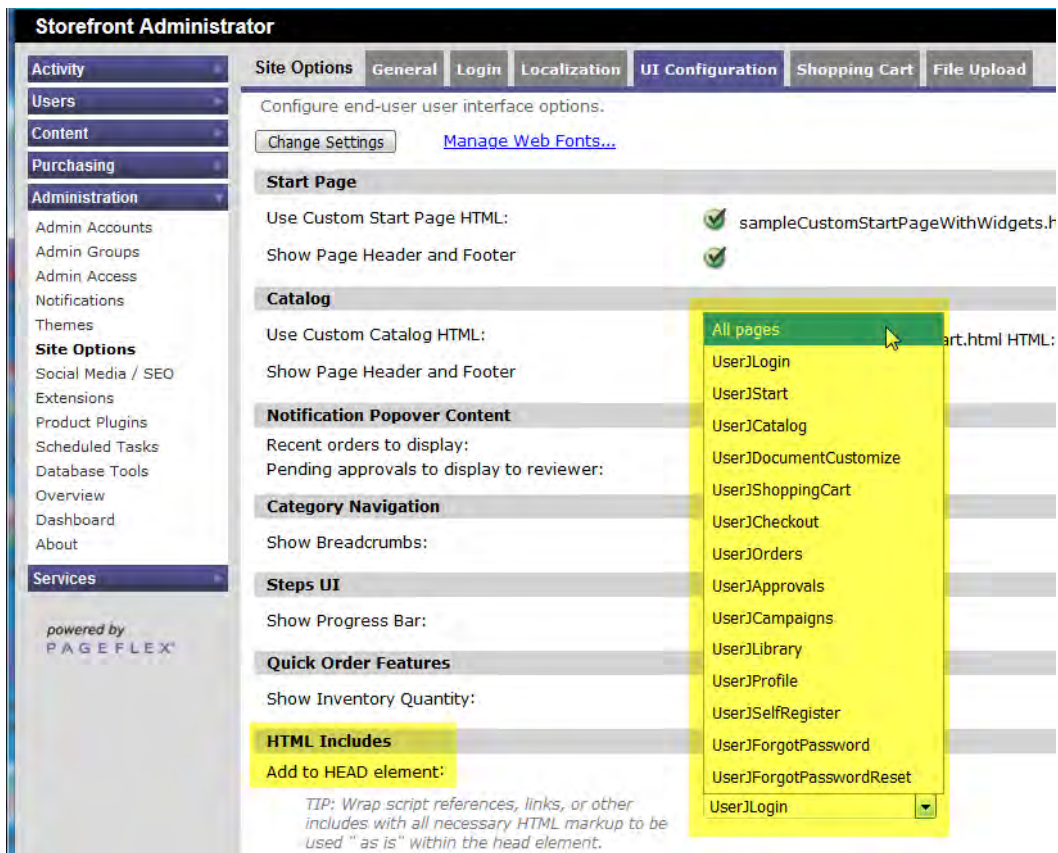 Storefront Administrator
Activity
Users
Content
Purchasing
Administration
Admin Accounts
Admin Groups
Admin Access
Notifications
Themes
Site Options
Social Media / SEO
Extensions
Product Plugins
Scheduled Tasks
Database Tools
Overview
Dashboard
About
Services
powered by
PAGEFLEX
Site Options General Login Localization UI Configuration Shopping Cart File Upload
Configure end-user user interface options.
Change Settings Manage Web Fonts...
Start Page
Use Custom Start Page HTML: sampleCustomStartPageWithWidgets.h
Show Page Header and Footer
Catalog
Use Custom Catalog HTML: art.html HTML:
Show Page Header and Footer
Notification Popover Content
Recent orders to display:
Pending approvals to display to reviewer:
Category Navigation
Show Breadcrumbs:
Steps UI
Show Progress Bar:
Quick Order Features
Show Inventory Quantity:
HTML Includes
Add to HEAD element:
TIP: Wrap script references, links, or other
includes with all necessary HTML markup to be
used " as is" within the head element.
All pages
UserJLogin
UserJStart
UserJCatalog
UserJDocumentCustomize
UserJShoppingCart
UserJCheckout
UserJOrders
UserJApprovals
UserJCampaigns
UserJLibrary
UserJProfile
UserJSelfRegister
UserJForgotPassword
UserJForgotPasswordReset
UserJLogin